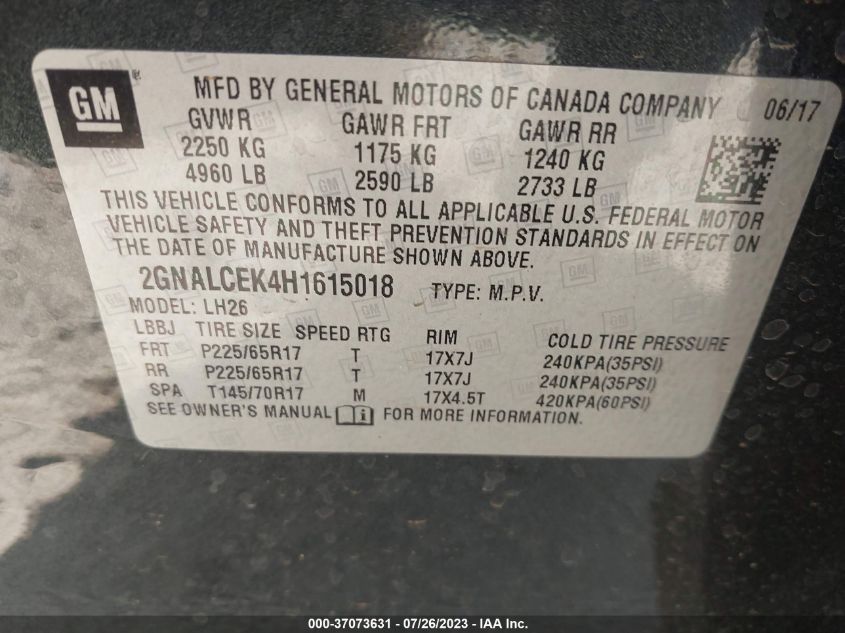 GM
MFD BY GENERAL MOTORS OF CANADA COMPANY 06/17
GVWR GAWR FRT GAWR RR
2250 KG 1175 KG 1240 KG
4960 LB 2590 LB 2733 LB
THIS VEHICLE CONFORMS TO ALL APPLICABLE U.S. FEDERAL MOTOR
VEHICLE SAFETY AND THEFT PREVENTION STANDARDS IN EFFECT ON
THE DATE OF MANUFACTURE SHOWN ABOVE.
2GNALCEK4H1615018 TYPE: M.P.V.
MODEL: LH26
LBBJ TIRE SIZE SPEED RTG RIM COLD TIRE PRESSURE
FRT P225/65R17 T 17X7J 240KPA(35PSI)
RR P225/65R17 T 17X7J 240KPA(35PSI)
SPA T145/70R17 M 17X4.5T 420KPA(60PSI)
SEE OWNER'S MANUAL FOR MORE INFORMATION.
000-37073631 - 07/26/2023 - IAA Inc.